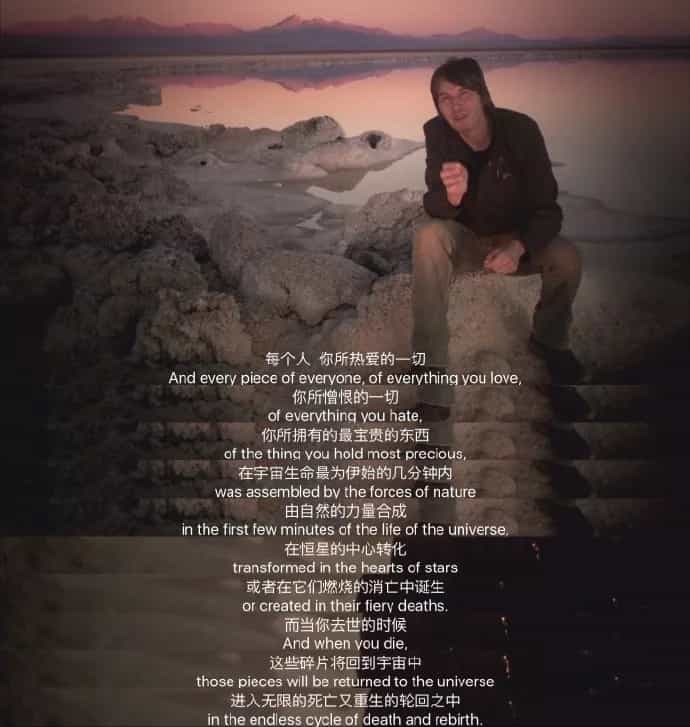 每个人 你所热爱的一切
And every piece of everyone, of everything you love,
你所憎恨的一切
of everything you hate,
你所拥有的最宝贵的东西
of the thing you hold most precious,
在宇宙生命最为伊始的几分钟内
was assembled by the forces of nature
由自然的力量合成
in the first few minutes of the life of the universe,
在恒星的中心转化
transformed in the hearts of stars
或者在它们燃烧的消亡中诞生
or created in their fiery deaths.
而当你去世的时候
And when you die,
这些碎片将回到宇宙中
those pieces will be returned to the universe
进入无限的死亡又重生的轮回之中
in the endless cycle of death and rebirth.